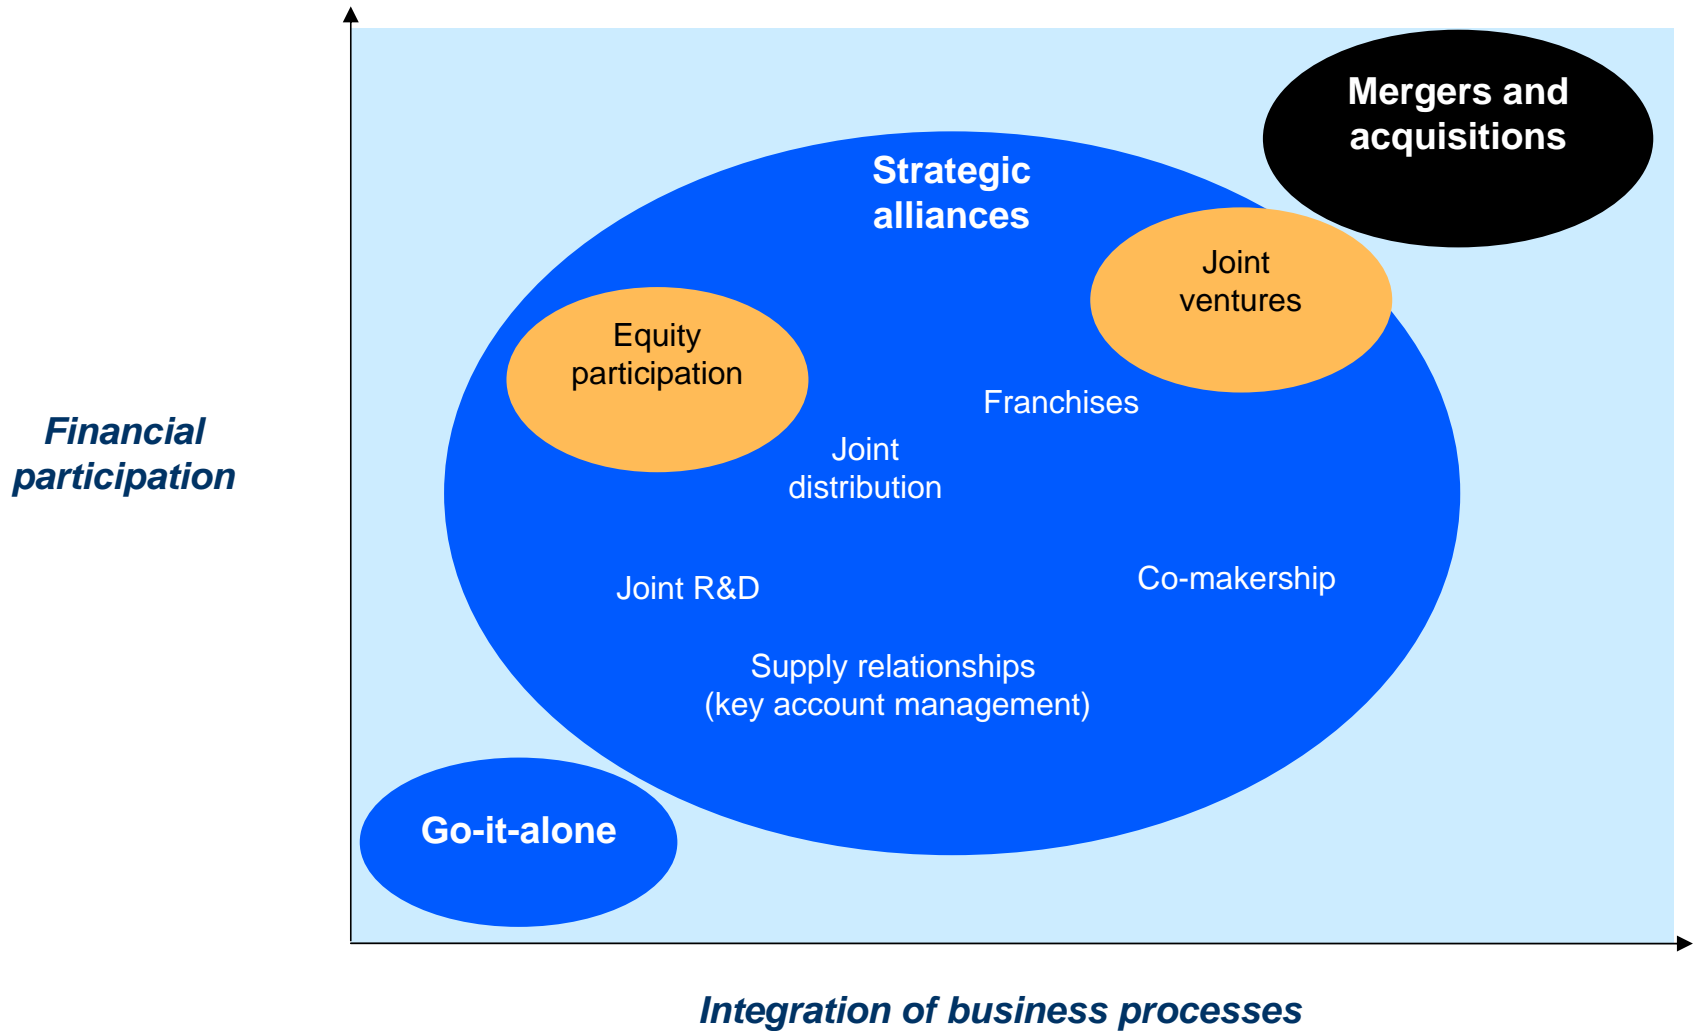 Mergers and
acquisitions
Strategic
alliances
Joint
ventures
Equity
participation
Franchises
Financial
participation
Joint
distribution
Joint R&D
Co-makership
Supply relationships
(key account management)
Go-it-alone
Integration of business processes